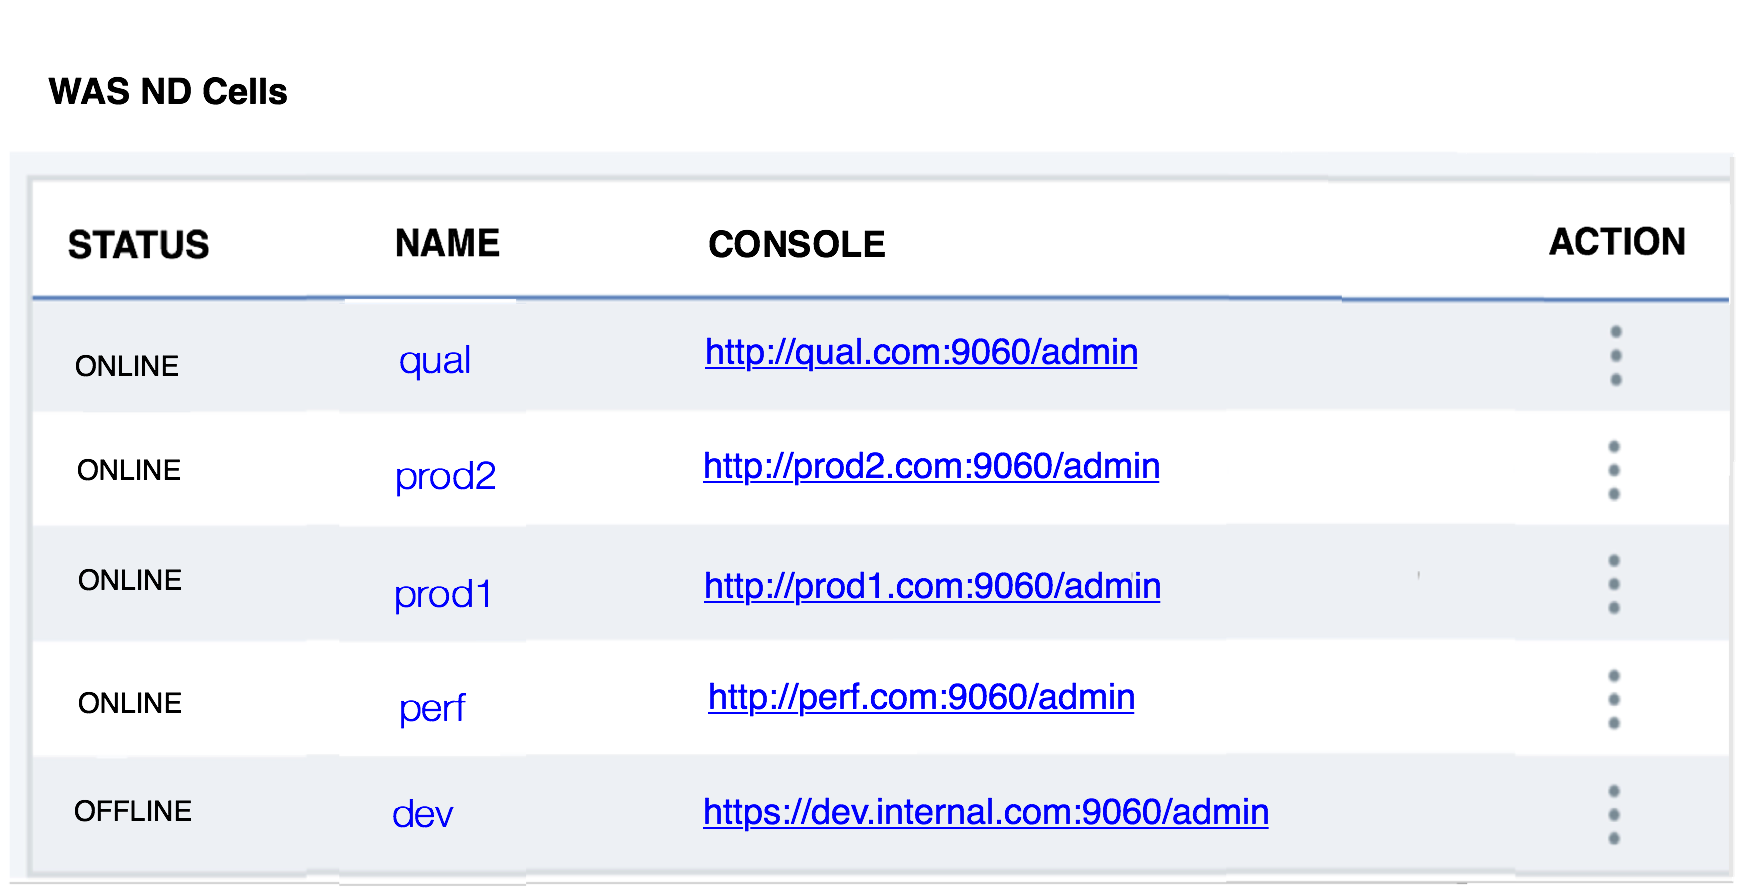 WAS ND Cells
STATUS NAME CONSOLE ACTION
ONLINE qual http://qual.com:9060/admin
ONLINE prod2 http://prod2.com:9060/admin
ONLINE prod1 http://prod1.com:9060/admin
ONLINE perf http://perf.com:9060/admin
OFFLINE dev https://dev.internal.com:9060/admin